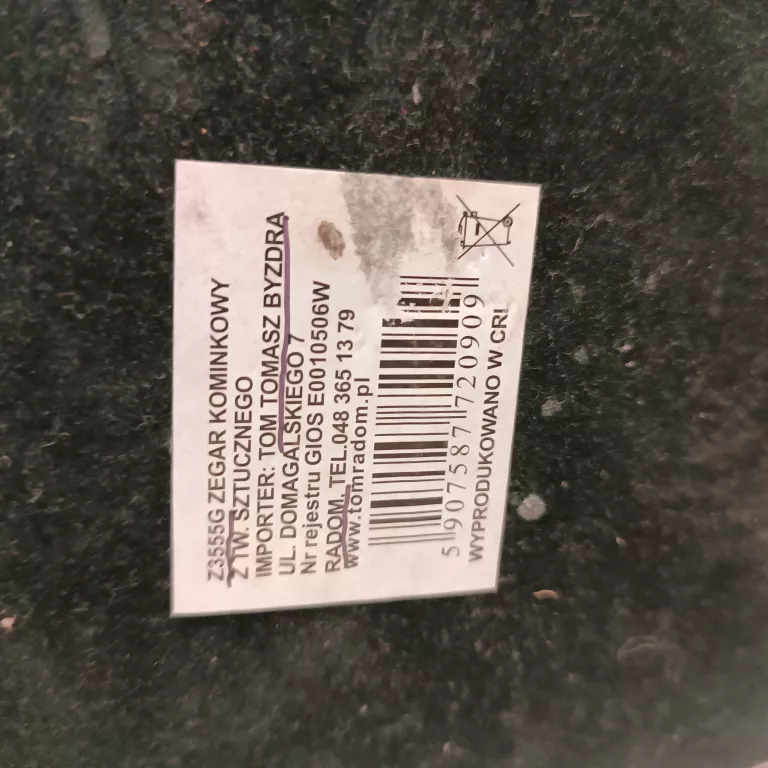 Z3555G ZEGAR KOMINKOWY
Z TW. SZTUCZNEGO
IMPORTER: TOM TOMASZ BYZDRA
UL. DOMAGALSKIEGO 7
Nr rejestru GIOS E0010506W
RADOM, TEL.048 365 13 79
www.tomradom.pl
5 907587 720909
WYPRODUKOWANO W CRL